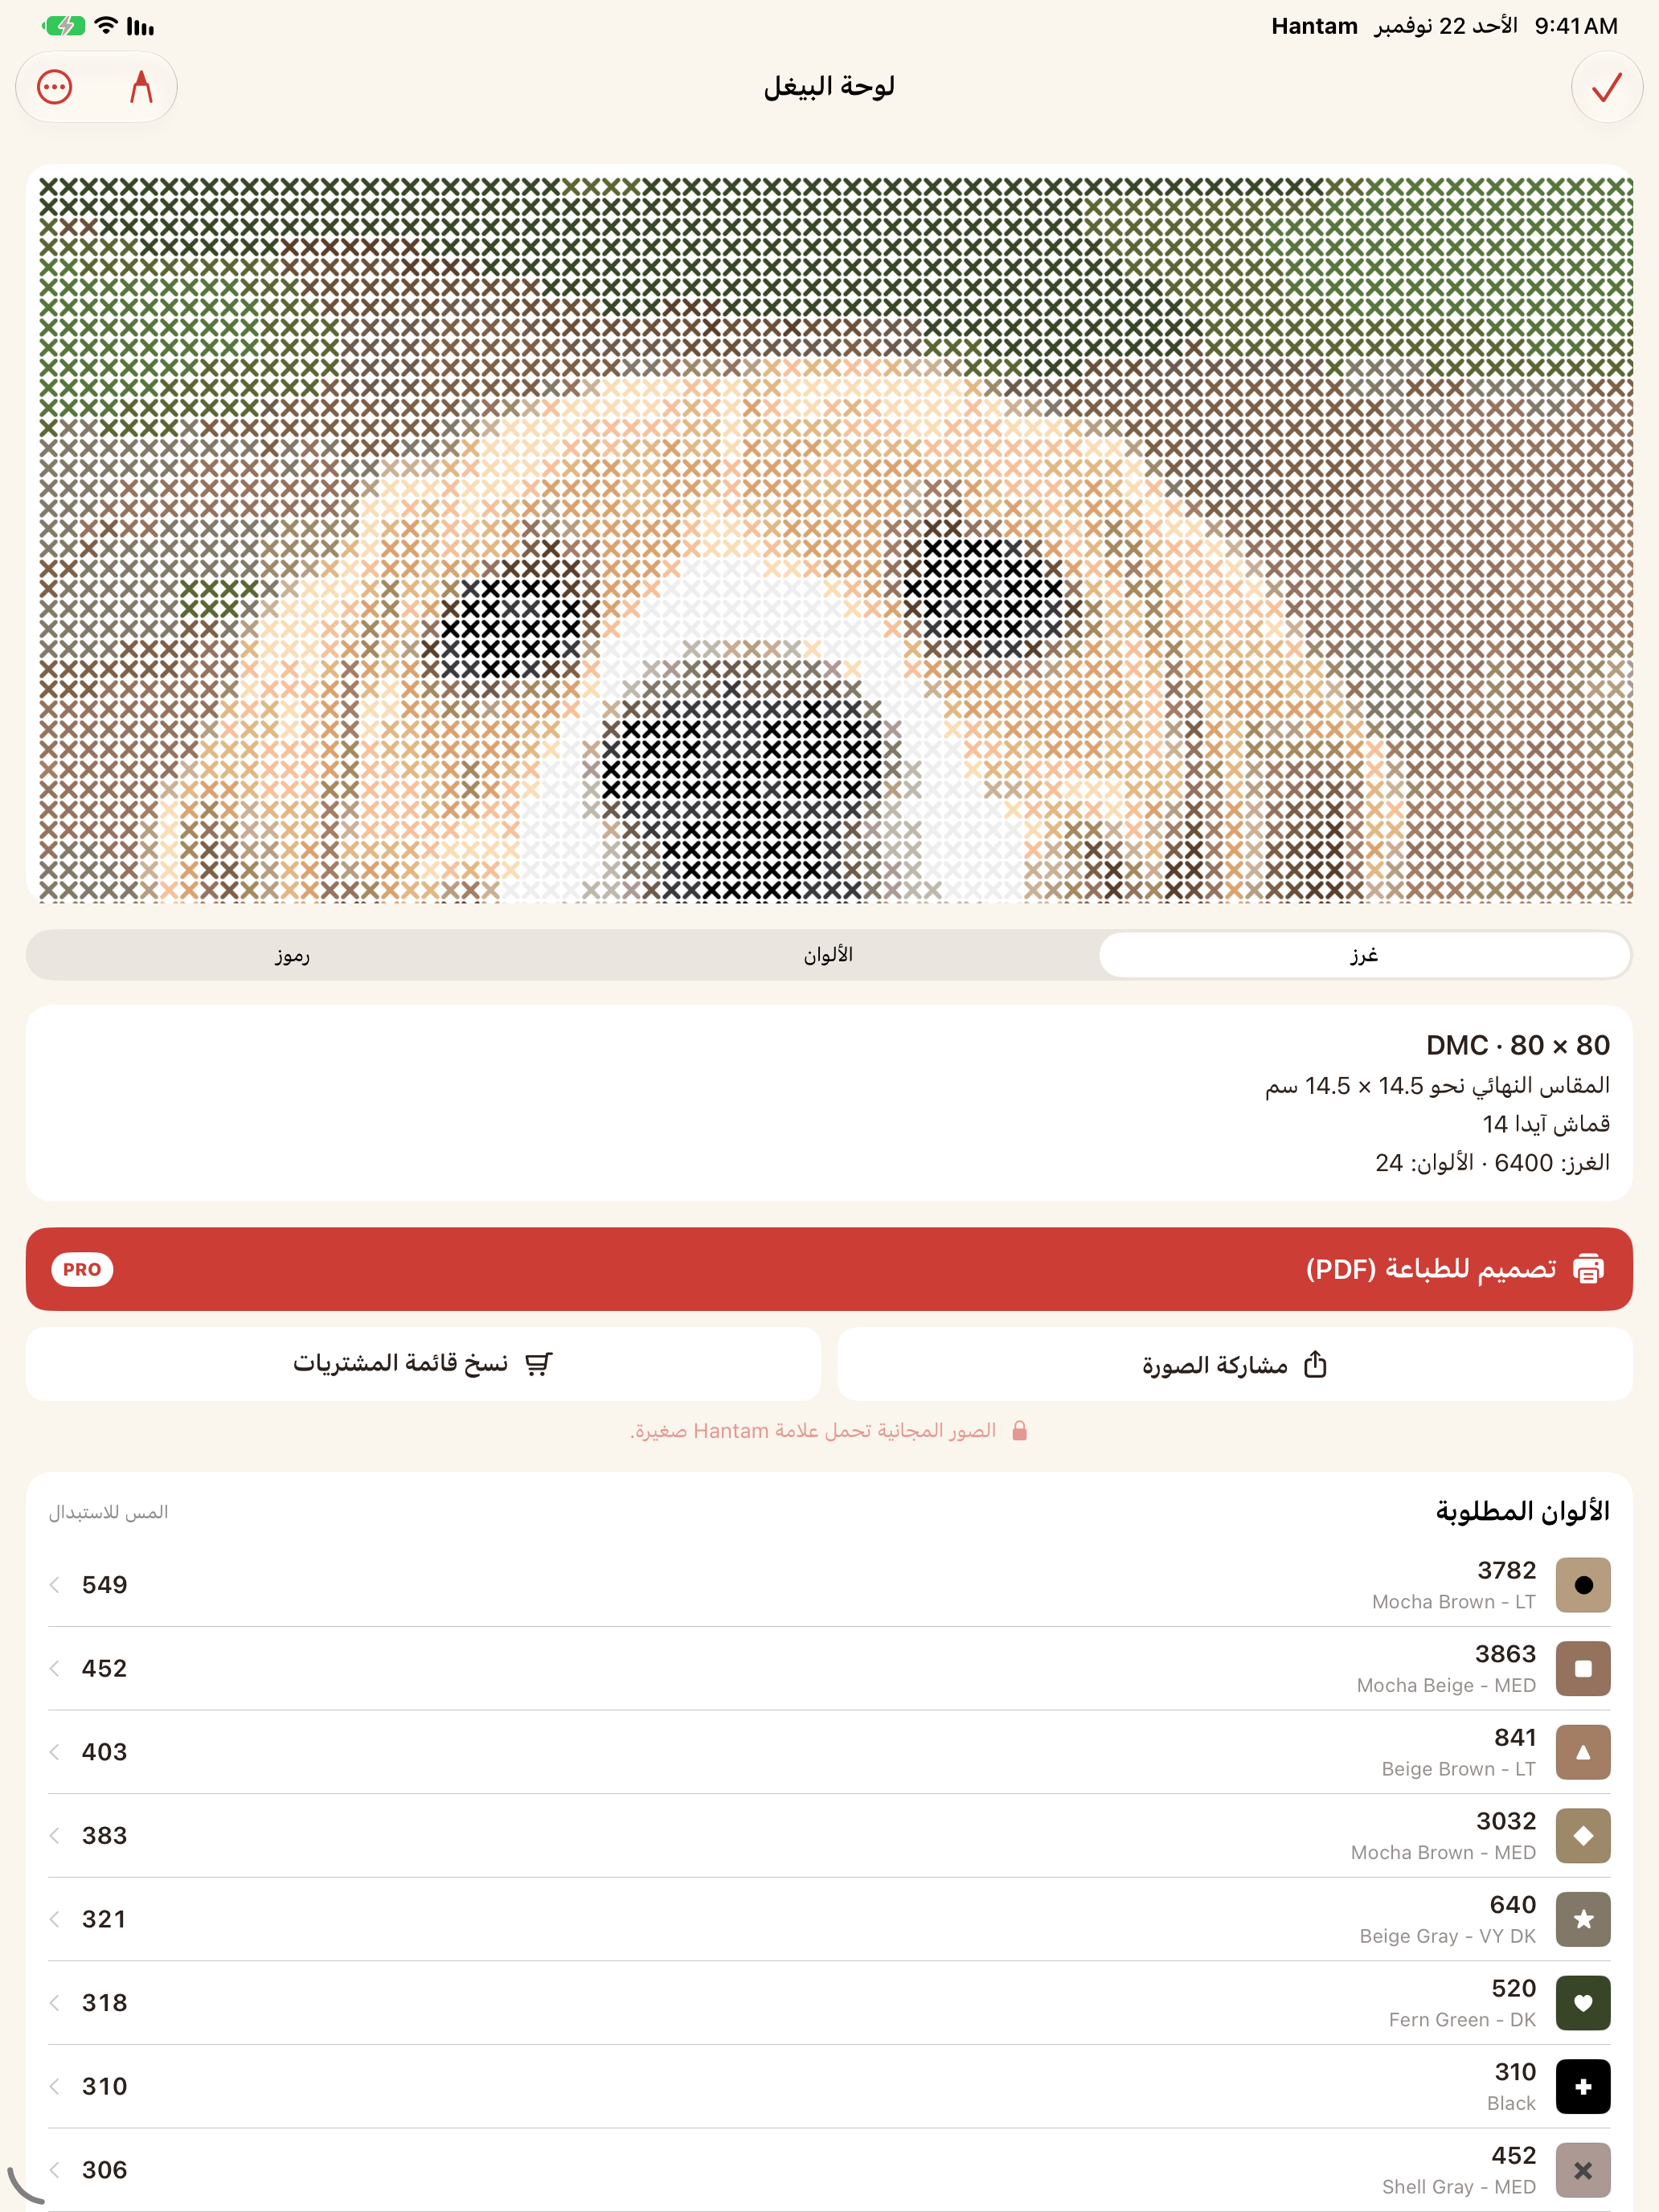 9:41 AM الأحد 22 نوفمبر Hantam
لوحة البيغل
غرز
الألوان
رموز
DMC · 80 × 80
المقاس النهائي نحو 14.5 × 14.5 سم
قماش آيدا 14
الغرز: 6400 · الألوان: 24
تصميم للطباعة (PDF)
PRO
مشاركة الصورة
نسخ قائمة المشتريات
الصور المجانية تحمل علامة Hantam صغيرة.
الألوان المطلوبة
المس للاستبدال
3782
Mocha Brown - LT
549
3863
Mocha Beige - MED
452
841
Beige Brown - LT
403
3032
Mocha Brown - MED
383
640
Beige Gray - VY DK
321
520
Fern Green - DK
318
310
Black
310
452
Shell Gray - MED
306